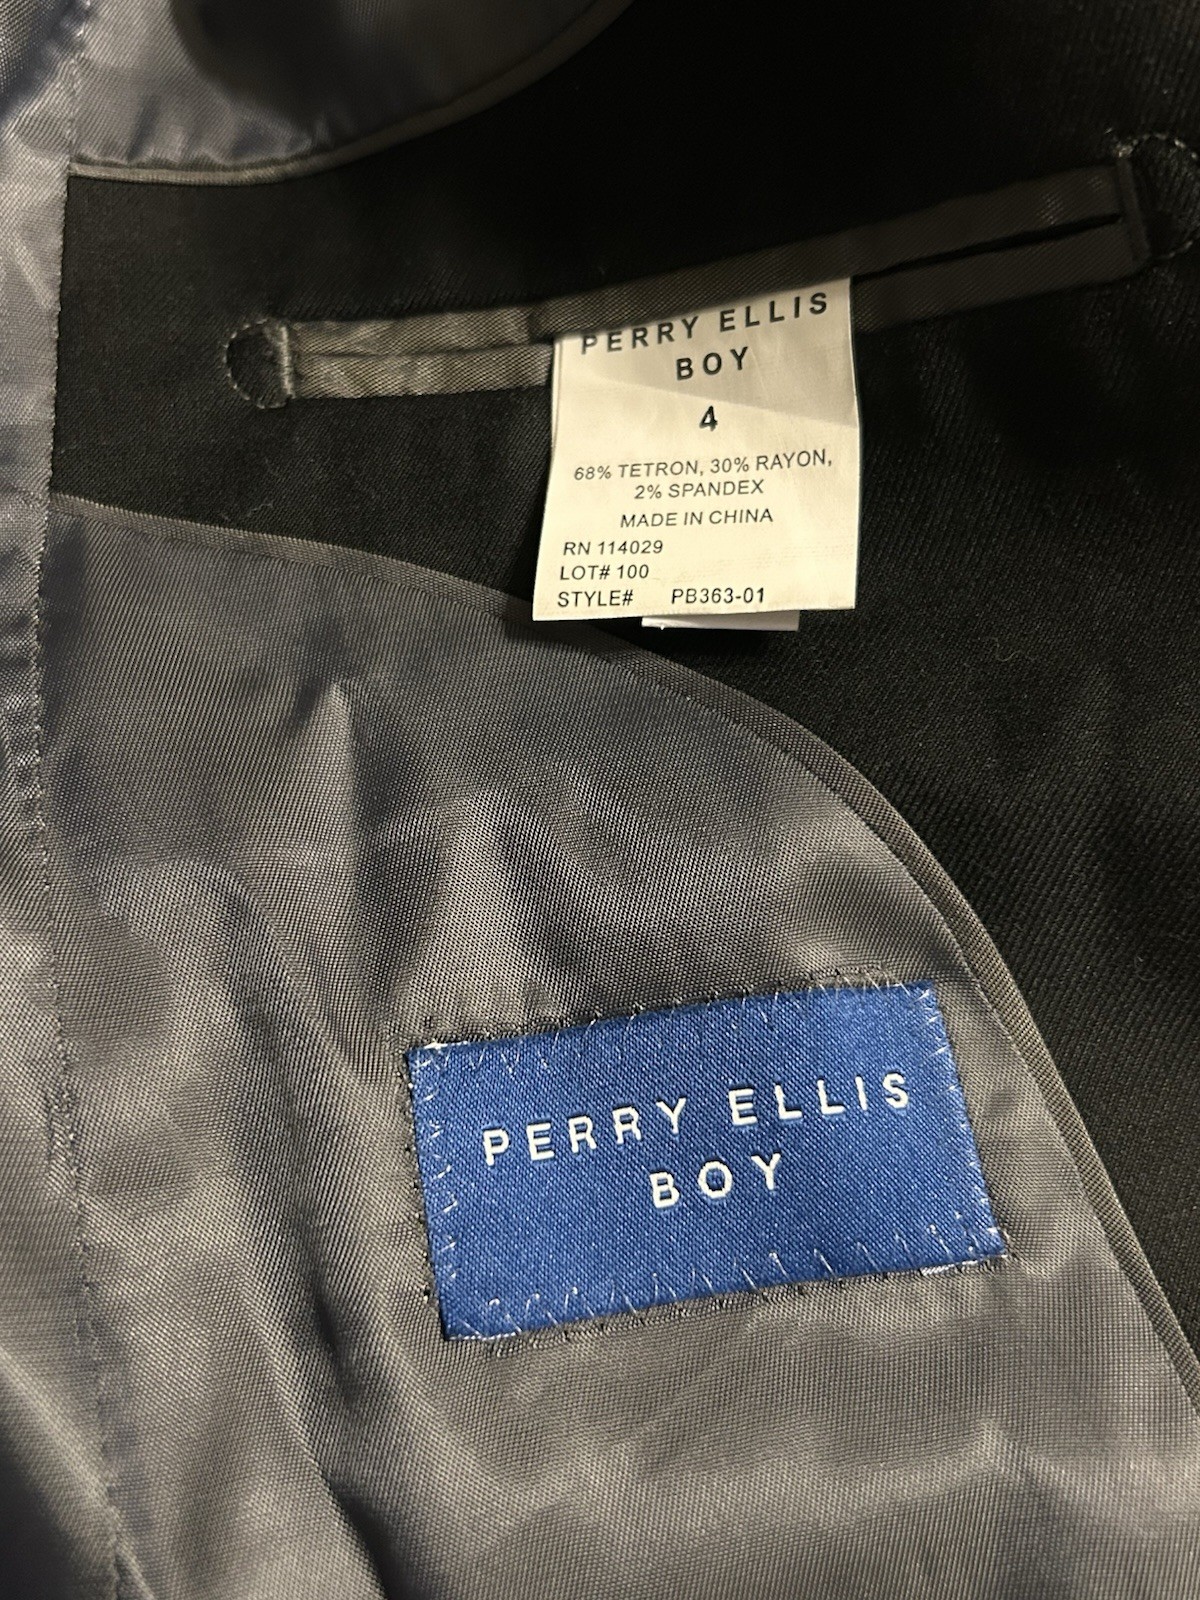 PERRY ELLIS
BOY
4
68% TETRON, 30% RAYON,
2% SPANDEX
MADE IN CHINA
RN 114029
LOT# 100
STYLE# PB363-01
PERRY ELLIS
BOY